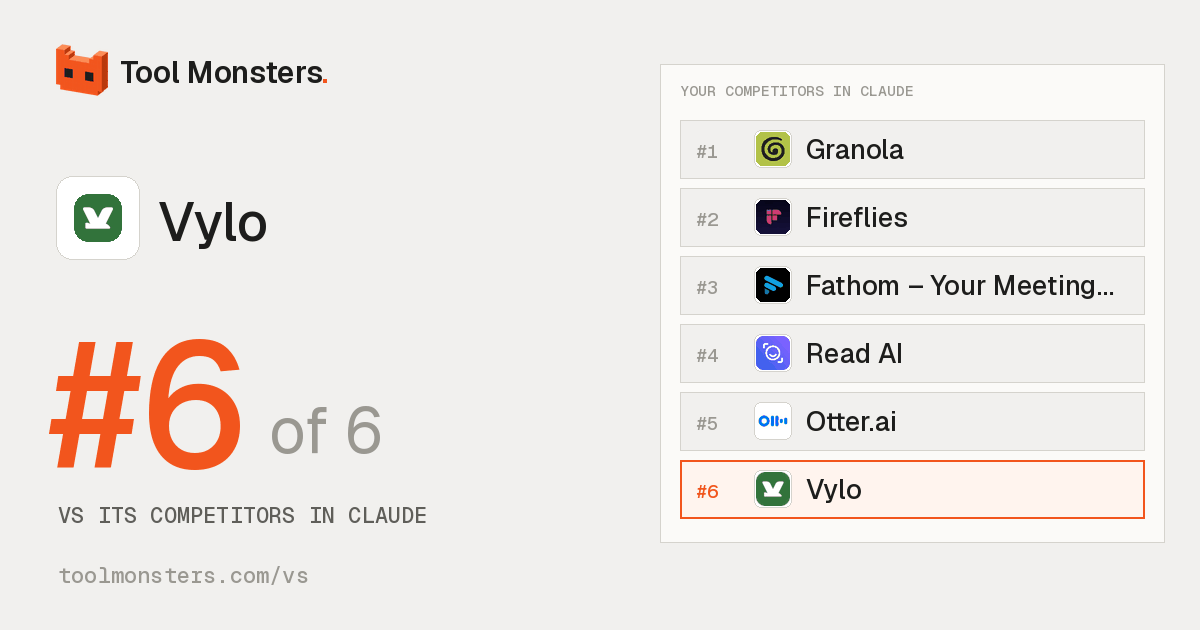 Tool Monsters.
Vylo
#6 of 6
VS ITS COMPETITORS IN CLAUDE
toolmonsters.com/vs
YOUR COMPETITORS IN CLAUDE
#1 Granola
#2 Fireflies
#3 Fathom – Your Meeting...
#4 Read AI
#5 Otter.ai
#6 Vylo